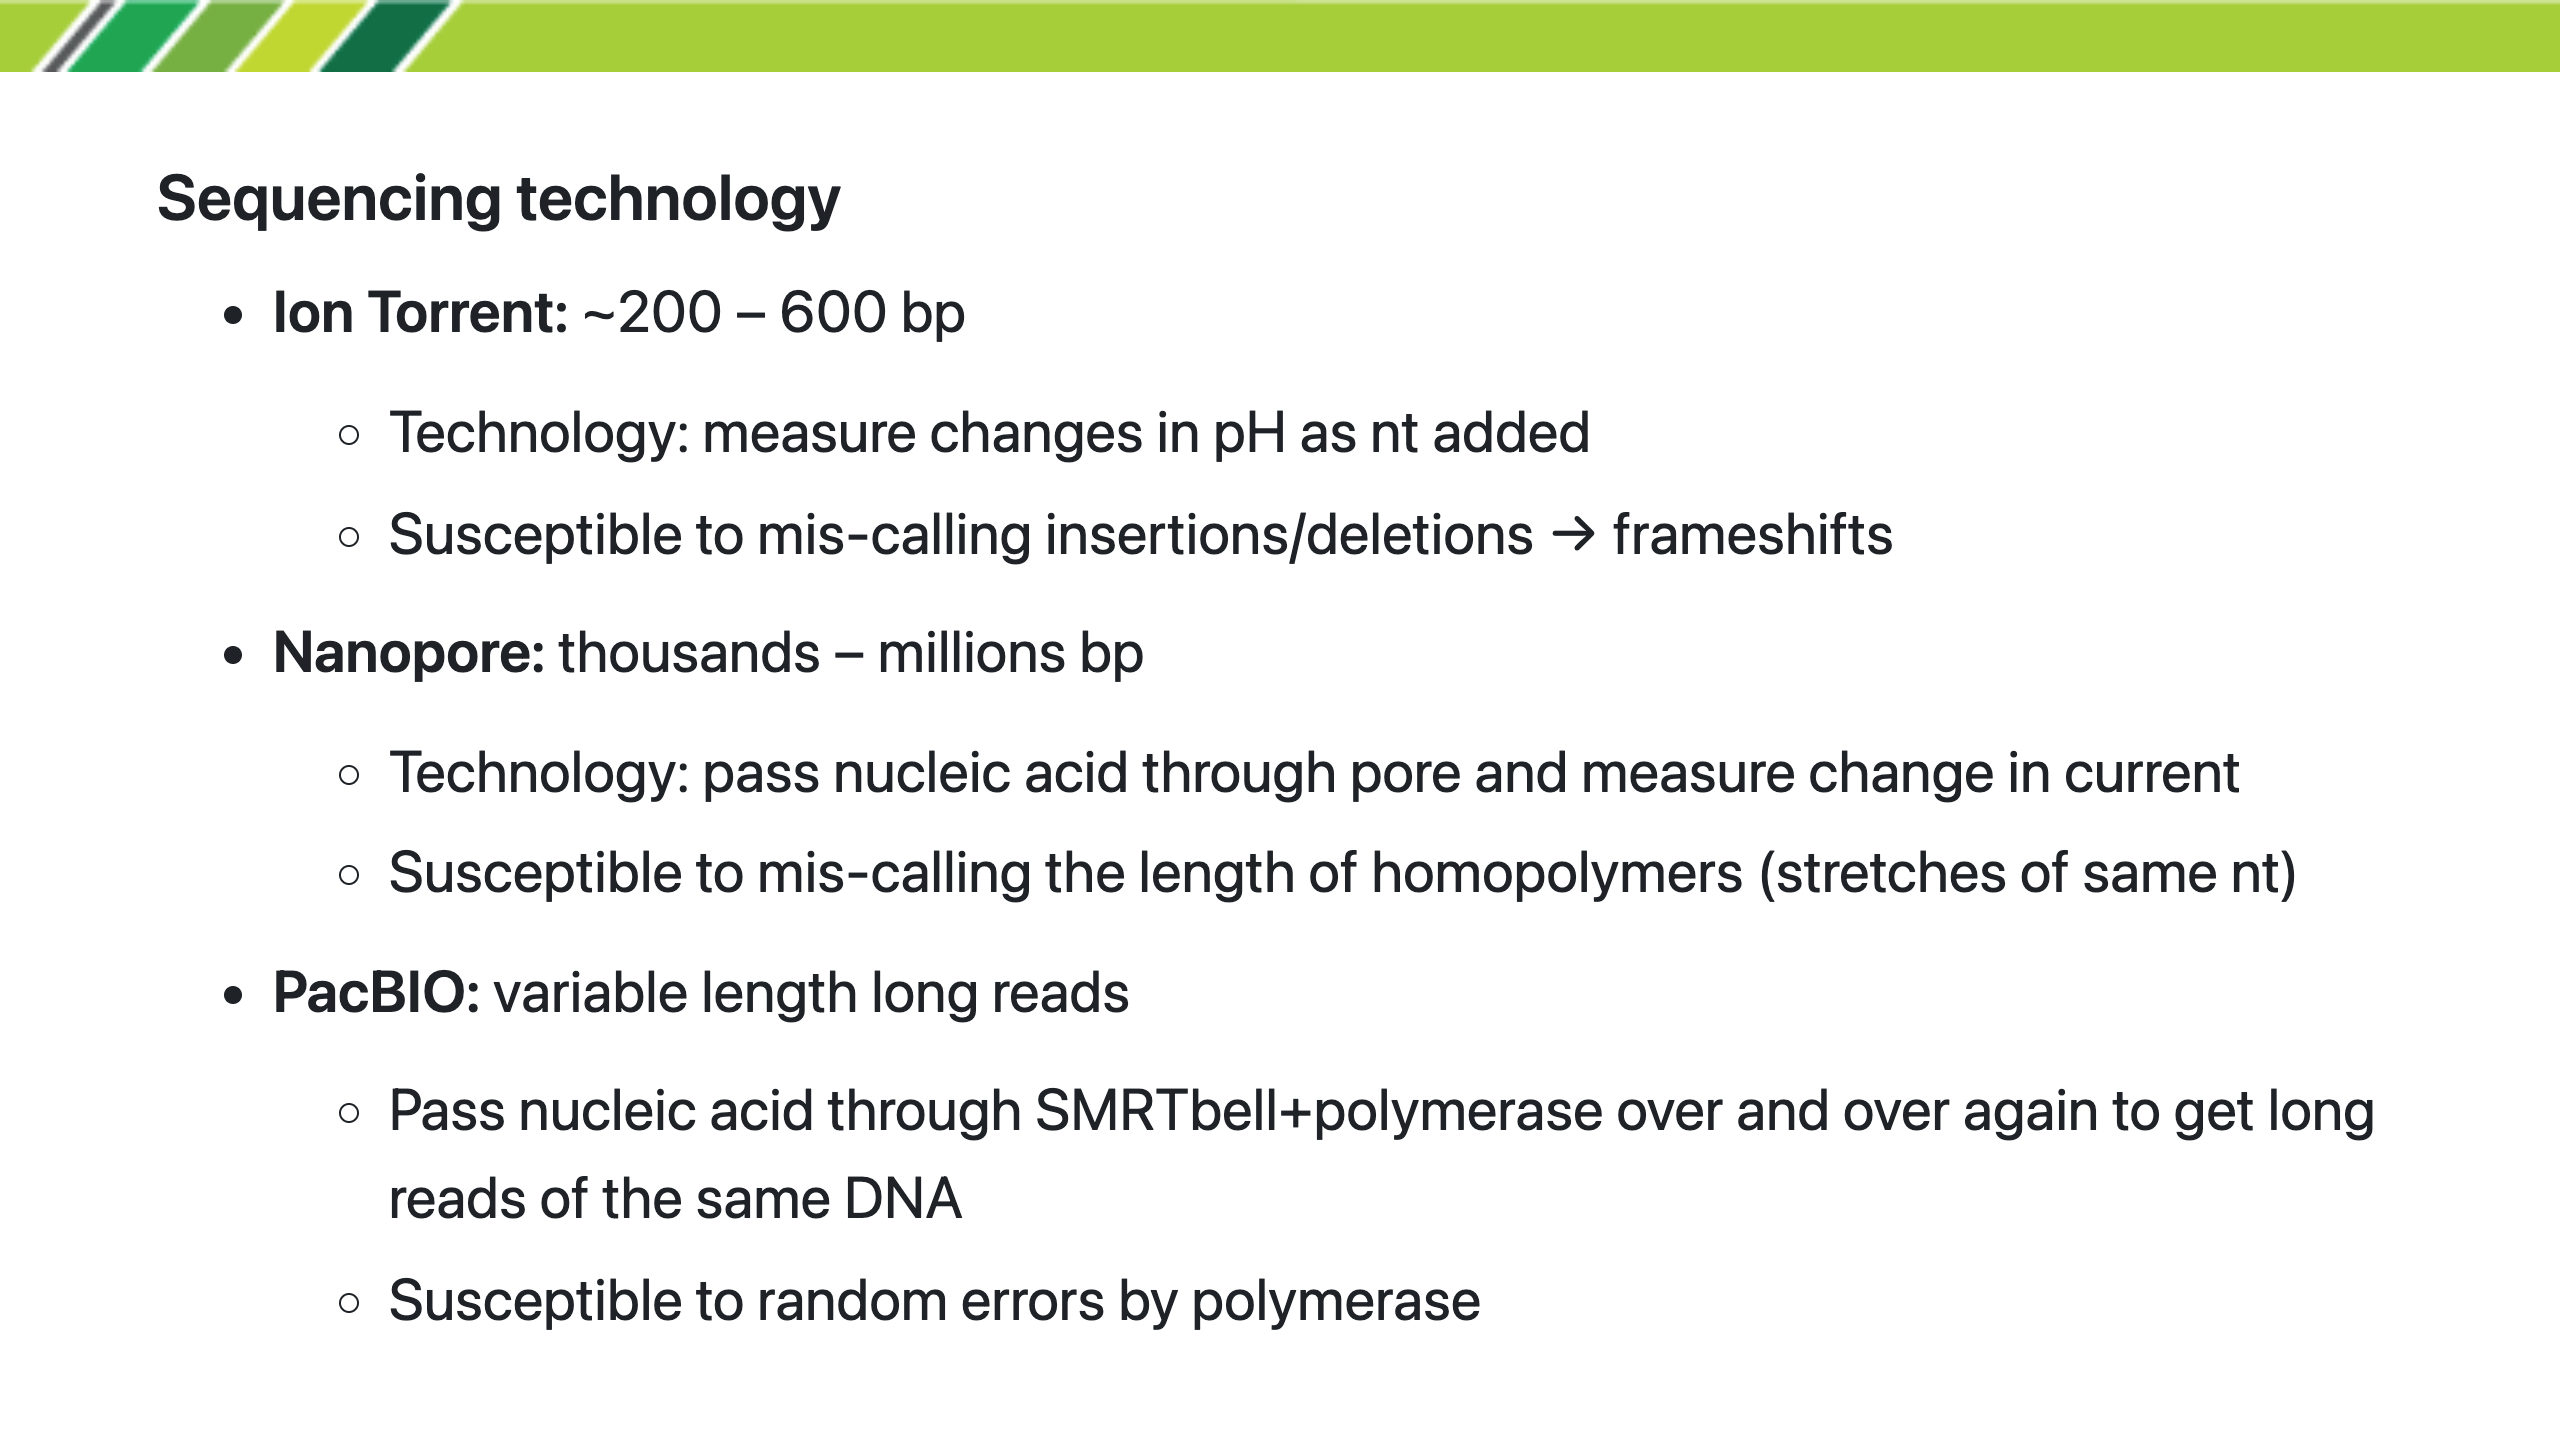 Sequencing technology
• Ion Torrent: ~200 – 600 bp
○ Technology: measure changes in pH as nt added
○ Susceptible to mis-calling insertions/deletions → frameshifts
• Nanopore: thousands – millions bp
○ Technology: pass nucleic acid through pore and measure change in current
○ Susceptible to mis-calling the length of homopolymers (stretches of same nt)
• PacBIO: variable length long reads
○ Pass nucleic acid through SMRTbell+polymerase over and over again to get long
reads of the same DNA
○ Susceptible to random errors by polymerase